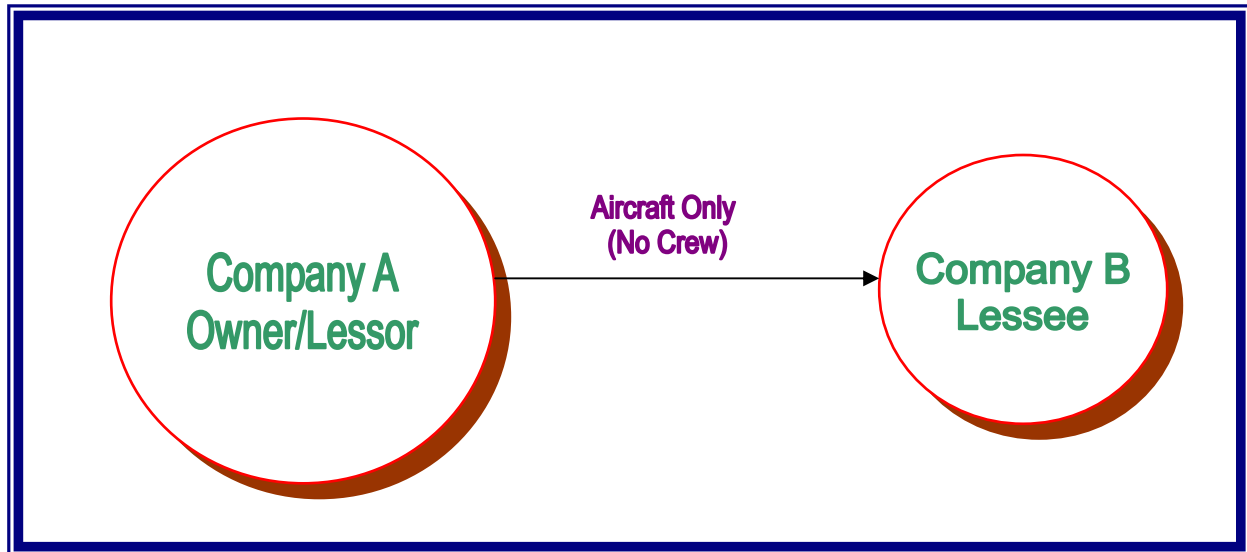 Aircraft Only
(No Crew)
Company A
Owner/Lessor
Company B
Lessee